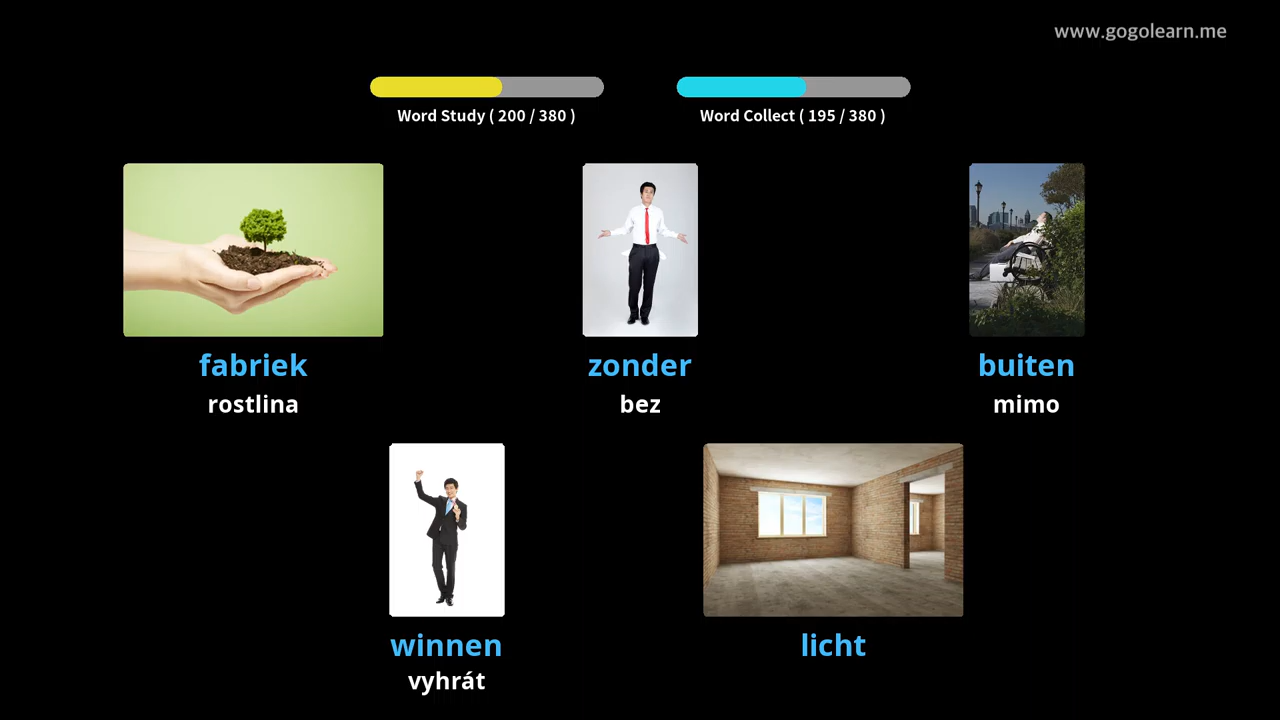 www.gogolearn.me
Word Study ( 200 / 380 )
Word Collect ( 195 / 380 )
fabriek
rostlina
zonder
bez
buiten
mimo
winnen
vyhrát
licht